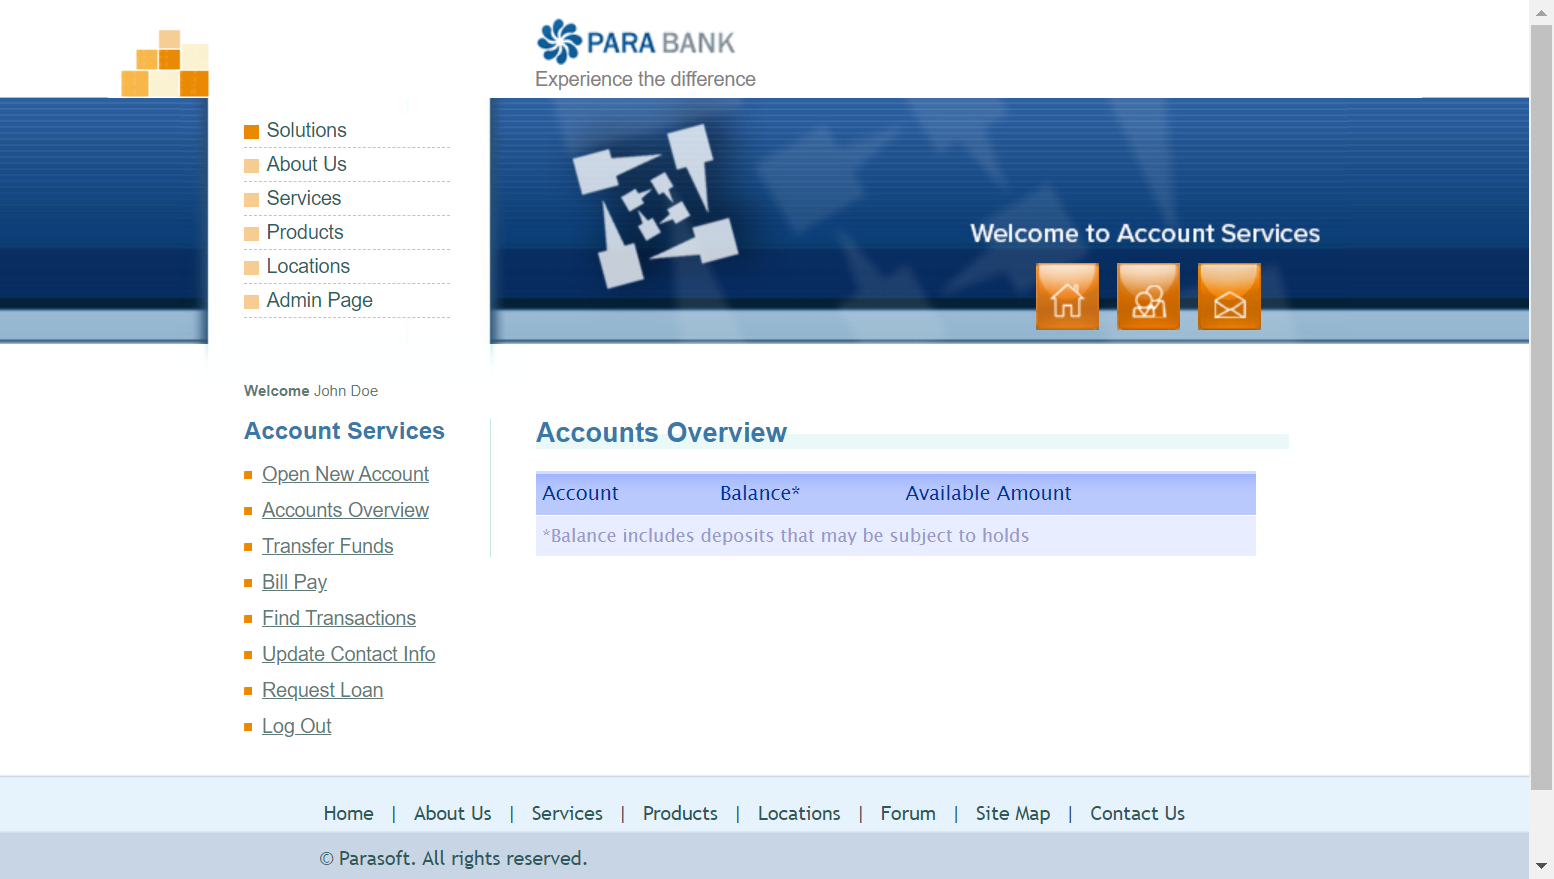 PARA BANK
Experience the difference
Solutions
About Us
Services
Products
Locations
Admin Page
Welcome to Account Services
Welcome John Doe
Account Services
Open New Account
Accounts Overview
Transfer Funds
Bill Pay
Find Transactions
Update Contact Info
Request Loan
Log Out
Accounts Overview
Account Balance* Available Amount
*Balance includes deposits that may be subject to holds
Home | About Us | Services | Products | Locations | Forum | Site Map | Contact Us
© Parasoft. All rights reserved.